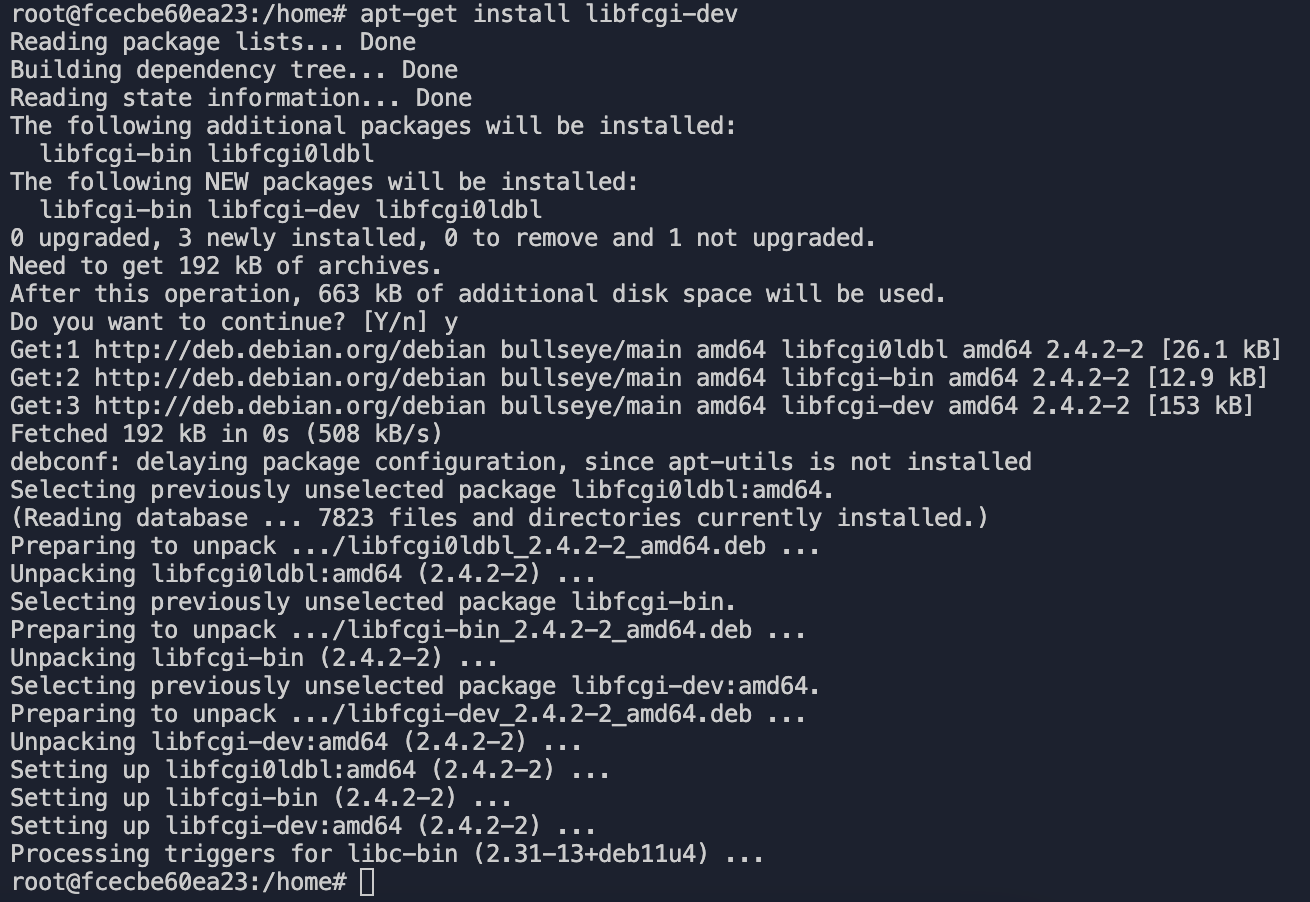 root@fcecbe60ea23:/home# apt-get install libfcgi-dev
Reading package lists... Done
Building dependency tree... Done
Reading state information... Done
The following additional packages will be installed:
  libfcgi-bin libfcgi0ldbl
The following NEW packages will be installed:
  libfcgi-bin libfcgi-dev libfcgi0ldbl
0 upgraded, 3 newly installed, 0 to remove and 1 not upgraded.
Need to get 192 kB of archives.
After this operation, 663 kB of additional disk space will be used.
Do you want to continue? [Y/n] y
Get:1 http://deb.debian.org/debian bullseye/main amd64 libfcgi0ldbl amd64 2.4.2-2 [26.1 kB]
Get:2 http://deb.debian.org/debian bullseye/main amd64 libfcgi-bin amd64 2.4.2-2 [12.9 kB]
Get:3 http://deb.debian.org/debian bullseye/main amd64 libfcgi-dev amd64 2.4.2-2 [153 kB]
Fetched 192 kB in 0s (508 kB/s)
debconf: delaying package configuration, since apt-utils is not installed
Selecting previously unselected package libfcgi0ldbl:amd64.
(Reading database ... 7823 files and directories currently installed.)
Preparing to unpack .../libfcgi0ldbl_2.4.2-2_amd64.deb ...
Unpacking libfcgi0ldbl:amd64 (2.4.2-2) ...
Selecting previously unselected package libfcgi-bin.
Preparing to unpack .../libfcgi-bin_2.4.2-2_amd64.deb ...
Unpacking libfcgi-bin (2.4.2-2) ...
Selecting previously unselected package libfcgi-dev:amd64.
Preparing to unpack .../libfcgi-dev_2.4.2-2_amd64.deb ...
Unpacking libfcgi-dev:amd64 (2.4.2-2) ...
Setting up libfcgi0ldbl:amd64 (2.4.2-2) ...
Setting up libfcgi-bin (2.4.2-2) ...
Setting up libfcgi-dev:amd64 (2.4.2-2) ...
Processing triggers for libc-bin (2.31-13+deb11u4) ...
root@fcecbe60ea23:/home#